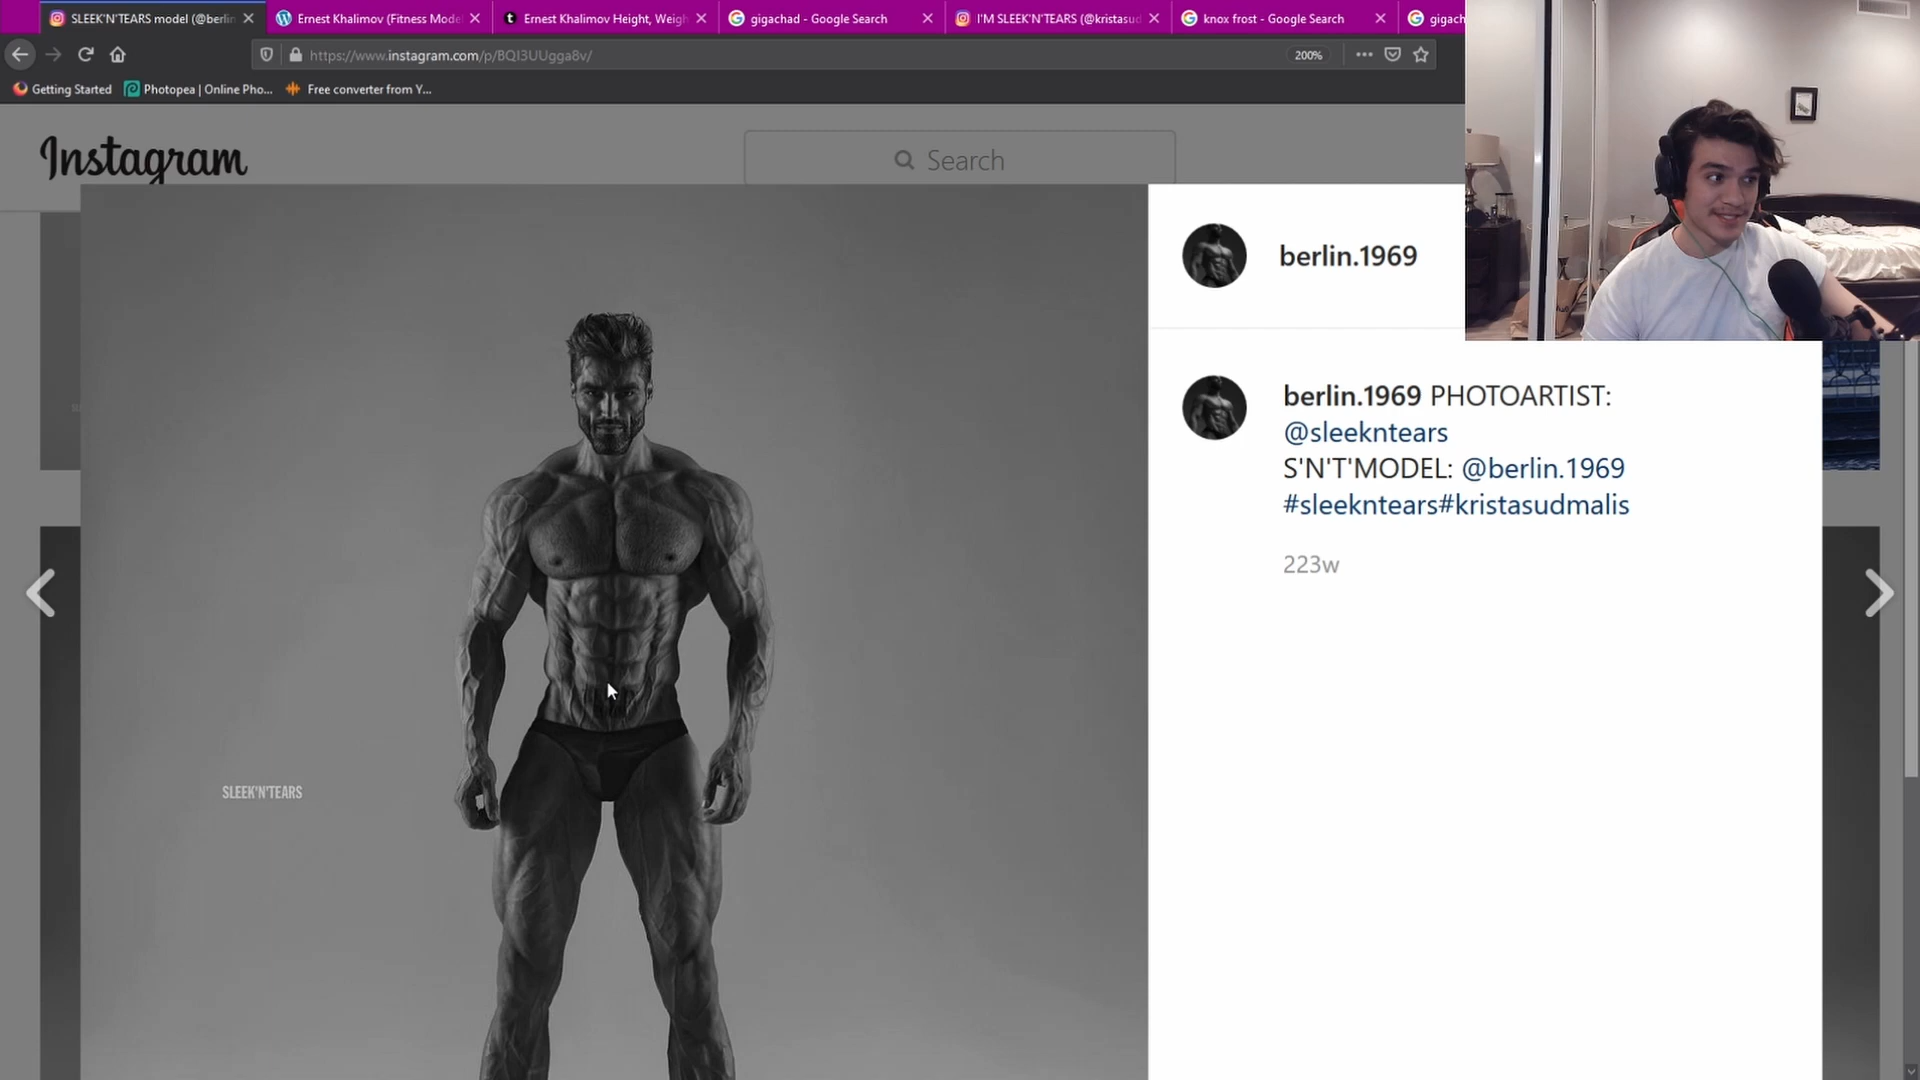 SLEEK'N'TEARS model (@berlin
Ernest Khalimov (Fitness Mode
Ernest Khalimov Height, Weigh
gigachad - Google Search
I'M SLEEK'N'TEARS (@kristasud
knox frost - Google Search
gigach
https://www.instagram.com/p/BQI3UUgga8v/
200%
Getting Started
Photopea | Online Pho...
Free converter from Y...
Instagram
Search
berlin.1969
berlin.1969 PHOTOARTIST:
@sleekntears
S'N'T'MODEL: @berlin.1969
#sleekntears#kristasudmalis
223w
SLEEK'N'TEARS